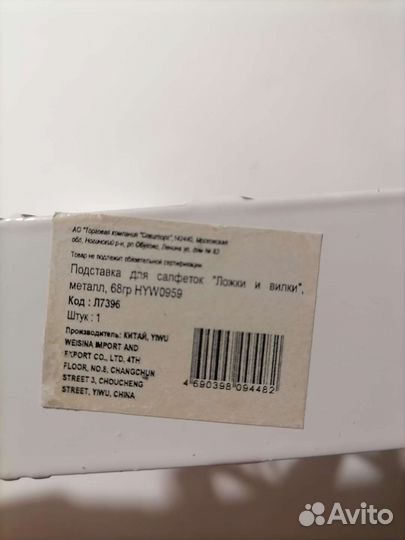 АО "Торговая компания 142440, Московская
обл. Ногинский р-н, рп Обухово, Ленина ул, дом № 43
Товар не подлежит обязательной сертификации
Подставка для салфеток "Ложки и вилки",
металл, 68гр HYW0959
Код : Л7396
Штук : 1
Производитель: КИТАЙ, YIWU
WEISINA IMPORT AND
EXPORT CO., LTD. 4TH
FLOOR, NO.8, CHANGCHUN
STREET 3, CHOUCHENG
STREET, YIWU, CHINA
4 690398 094482
Avito